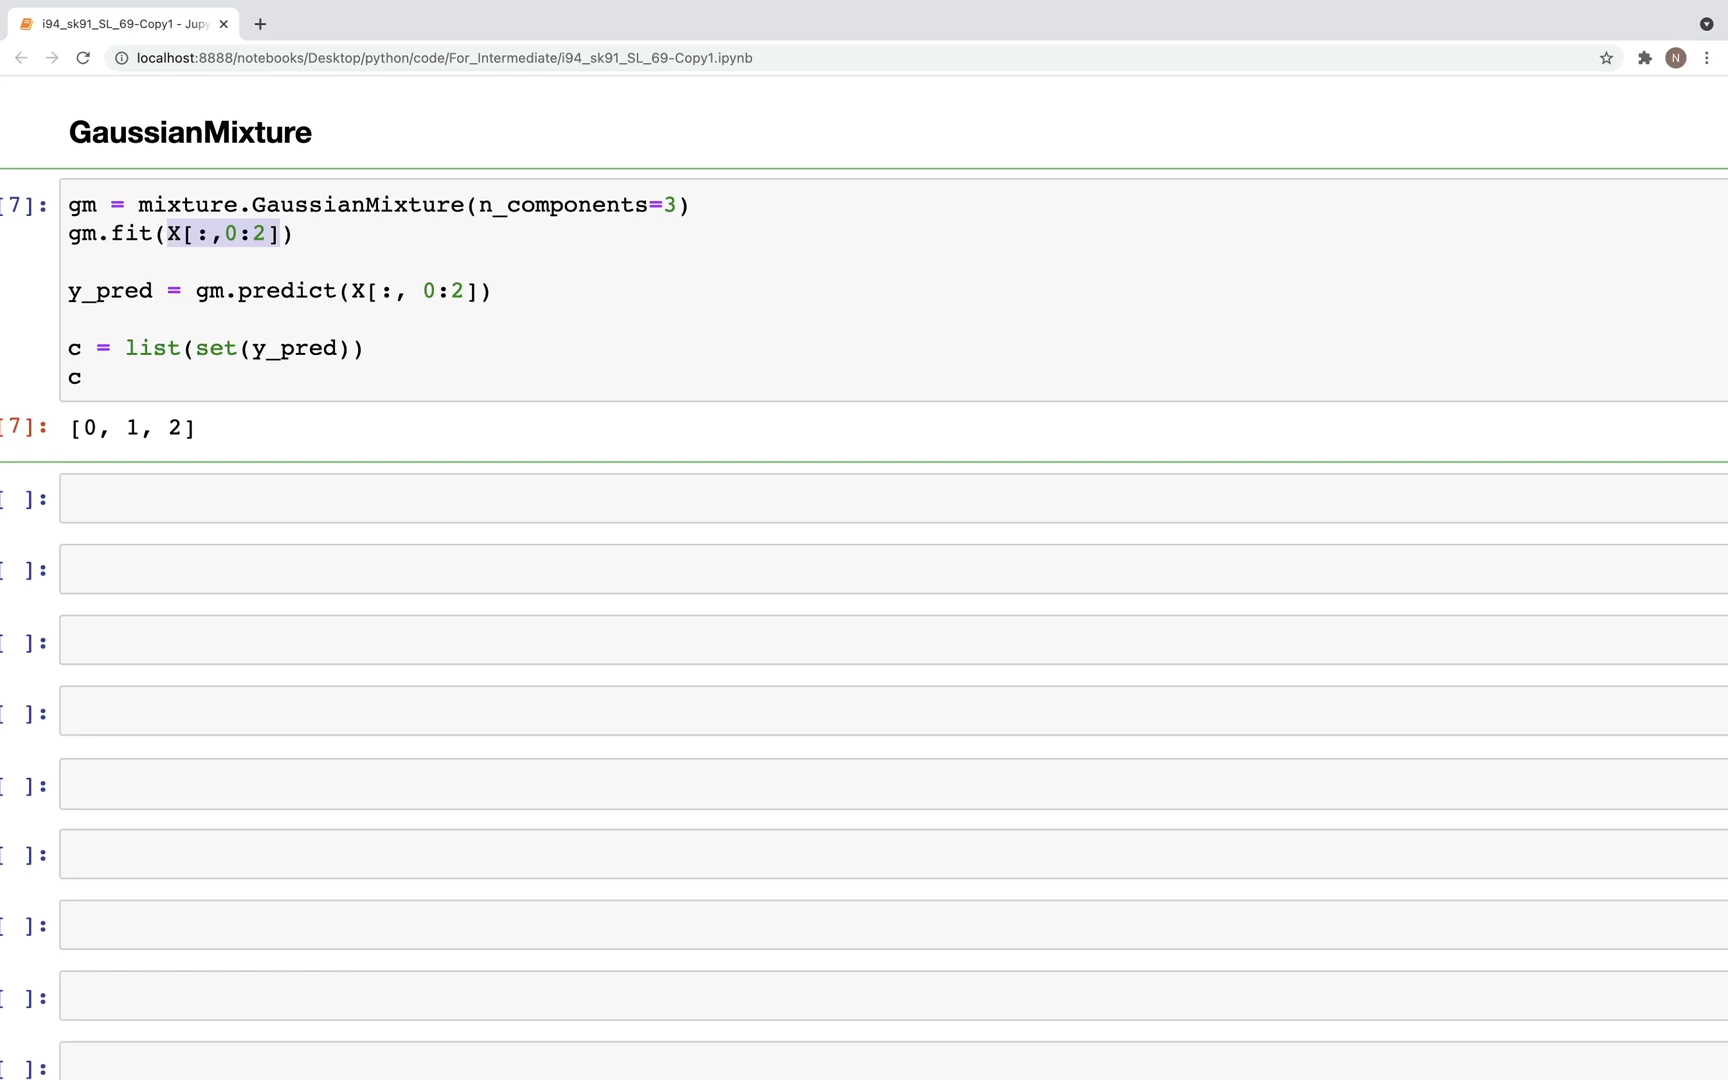 i94_sk91_SL_69-Copy1 - Jupy
localhost:8888/notebooks/Desktop/python/code/For_Intermediate/i94_sk91_SL_69-Copy1.ipynb
N
GaussianMixture
[7]:
gm = mixture.GaussianMixture(n_components=3)
gm.fit(X[:,0:2])
y_pred = gm.predict(X[:, 0:2])
c = list(set(y_pred))
c
[7]:
[0, 1, 2]
[ ]:
[ ]:
[ ]:
[ ]:
[ ]:
[ ]:
[ ]:
[ ]:
[ ]: